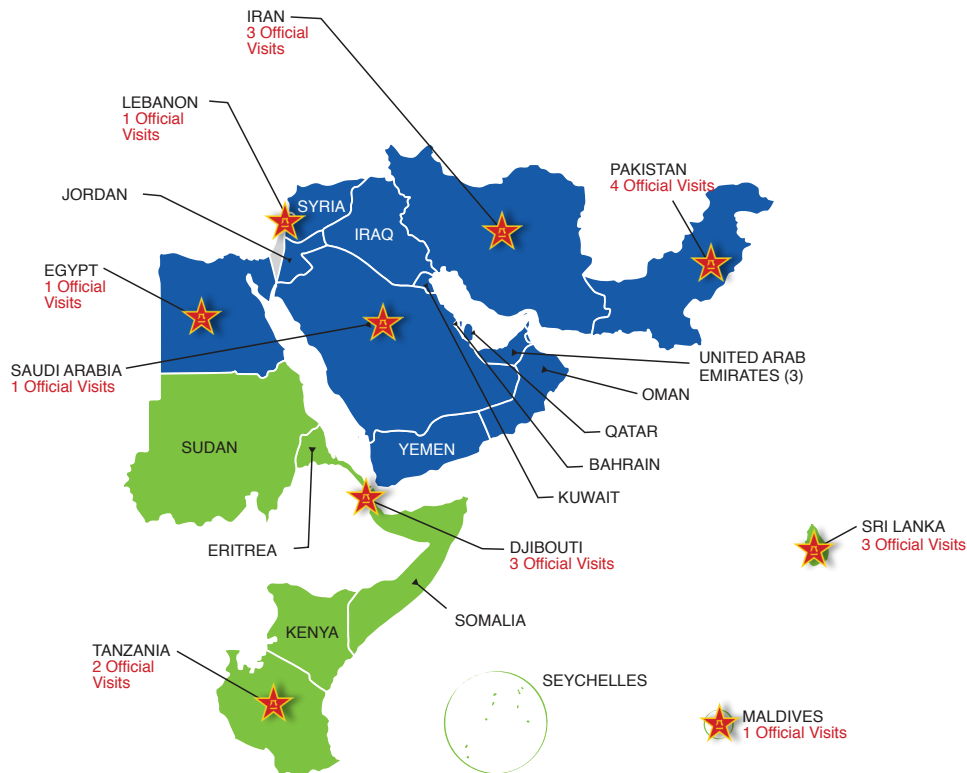 IRAN
3 Official
Visits
LEBANON
1 Official
Visits
JORDAN
SYRIA
IRAQ
PAKISTAN
4 Official Visits
EGYPT
1 Official
Visits
SAUDI ARABIA
1 Official Visits
UNITED ARAB
EMIRATES (3)
OMAN
QATAR
BAHRAIN
KUWAIT
YEMEN
SUDAN
ERITREA
DJIBOUTI
3 Official Visits
SRI LANKA
3 Official Visits
SOMALIA
KENYA
TANZANIA
2 Official
Visits
SEYCHELLES
MALDIVES
1 Official Visits